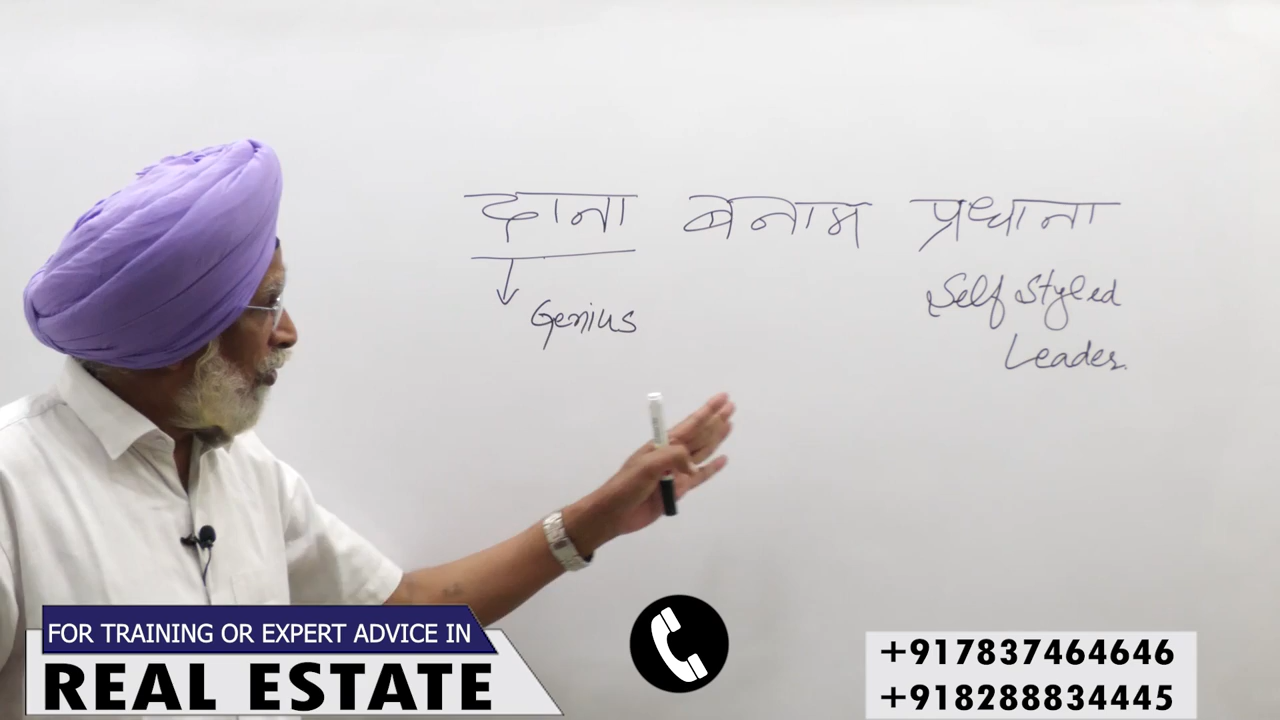 दाना बनाम प्रधाना
Genius
Self Styled
Leader
FOR TRAINING OR EXPERT ADVICE IN
REAL ESTATE
+917837464646
+918288834445